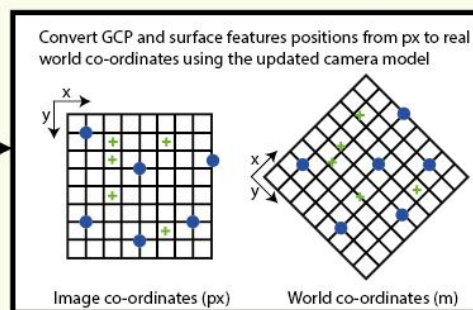 Convert GCP and surface features positions from px to real
world co-ordinates using the updated camera model
x
y
x
y
Image co-ordinates (px)
World co-ordinates (m)